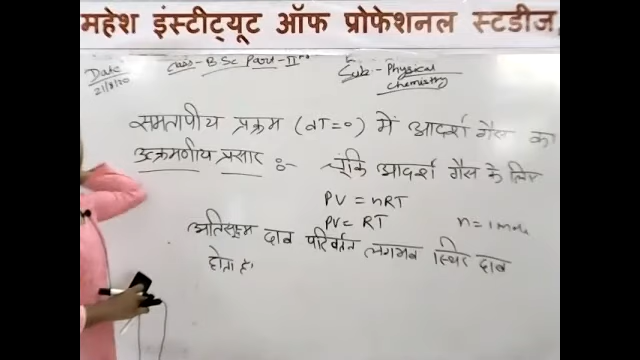 महेश इंस्टीट्यूट ऑफ प्रोफेशनल स्टडीज,
Date 21/8/20
Class - B.Sc Part-II
Sub:- Physical chemistry
समतापीय प्रक्रम (dT=0) में आदर्श गैस का
उत्क्रमणीय प्रसार :- चूंकि आदर्श गैस के लिए
PV = nRT
PV = RT n = 1 mole
अतिसूक्ष्म दाब परिवर्तन लगभग स्थिर दाब
होता है।